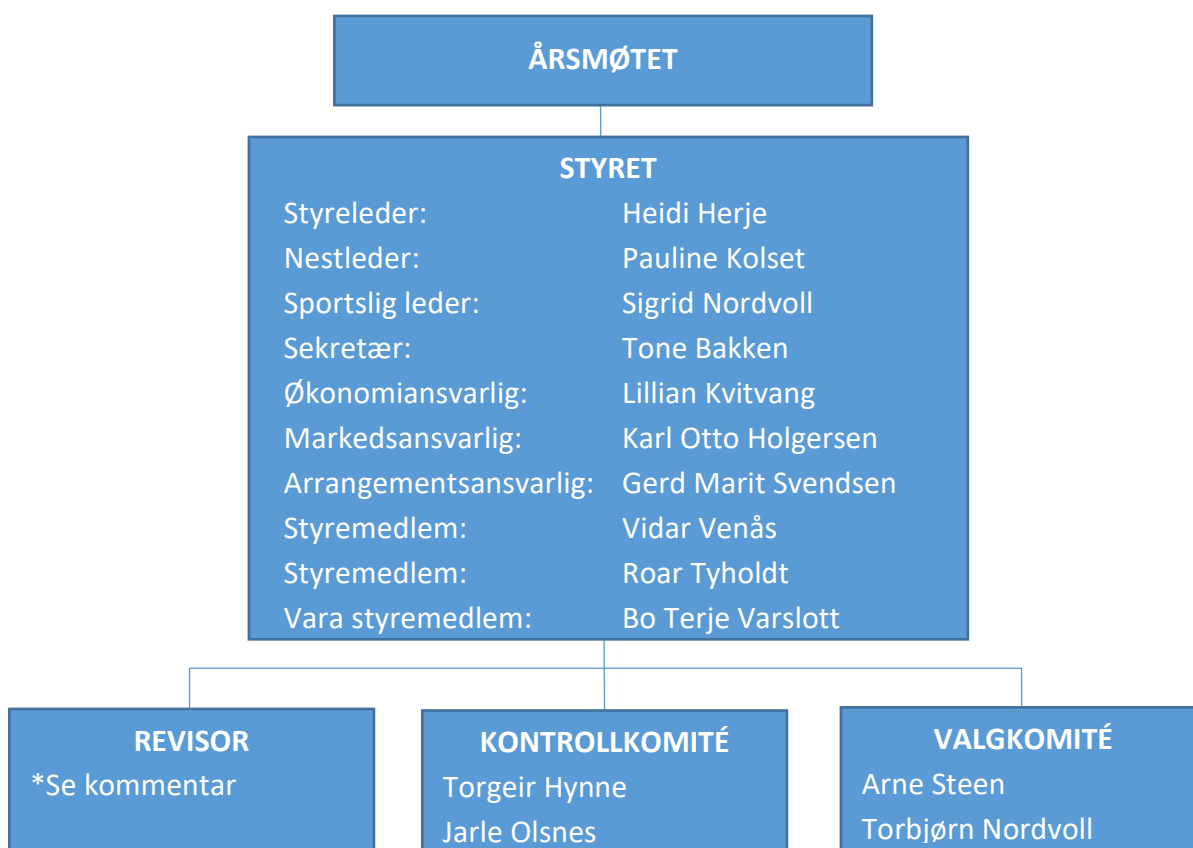 ÅRSMØTET
STYRET
Styreleder: Heidi Herje
Nestleder: Pauline Kolset
Sportslig leder: Sigrid Nordvoll
Sekretær: Tone Bakken
Økonomiansvarlig: Lillian Kvitvang
Markedsansvarlig: Karl Otto Holgersen
Arrangementsansvarlig: Gerd Marit Svendsen
Styremedlem: Vidar Venås
Styremedlem: Roar Tyholdt
Vara styremedlem: Bo Terje Varslott
REVISOR
*Se kommentar
KONTROLLKOMITÉ
Torgeir Hynne
Jarle Olsnes
VALGKOMITÉ
Arne Steen
Torbjørn Nordvoll